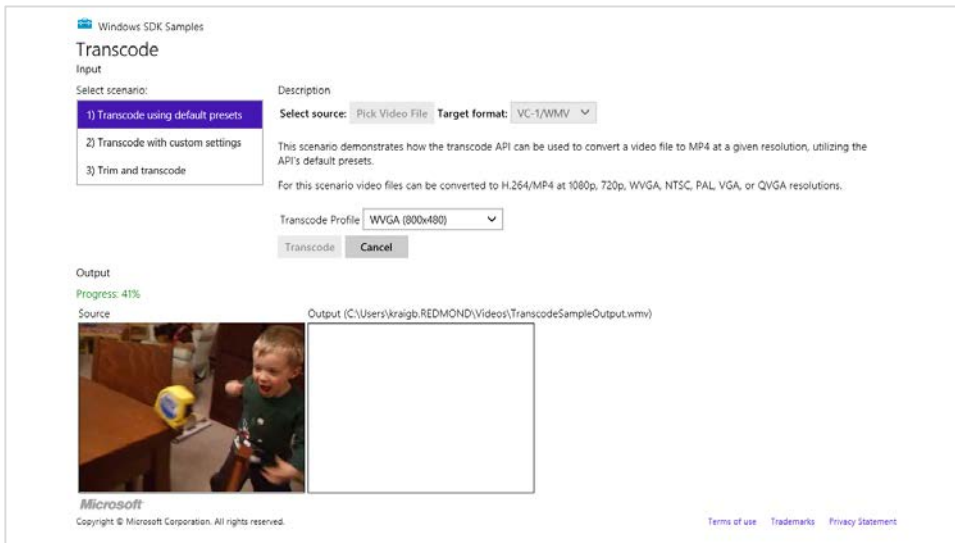 Windows SDK Samples
Transcode
Input
Select scenario:
1) Transcode using default presets
2) Transcode with custom settings
3) Trim and transcode
Description
Select source: Pick Video File Target format: VC-1/WMV
This scenario demonstrates how the transcode API can be used to convert a video file to MP4 at a given resolution, utilizing the
API's default presets.
For this scenario video files can be converted to H.264/MP4 at 1080p, 720p, WVGA, NTSC, PAL, VGA, or QVGA resolutions.
Transcode Profile WVGA (800x480)
Transcode Cancel
Output
Progress: 41%
Source
Output (C:\Users\kraigb.REDMOND\Videos\TranscodeSampleOutput.wmv)
Microsoft
Copyright © Microsoft Corporation. All rights reserved.
Terms of use Trademarks Privacy Statement